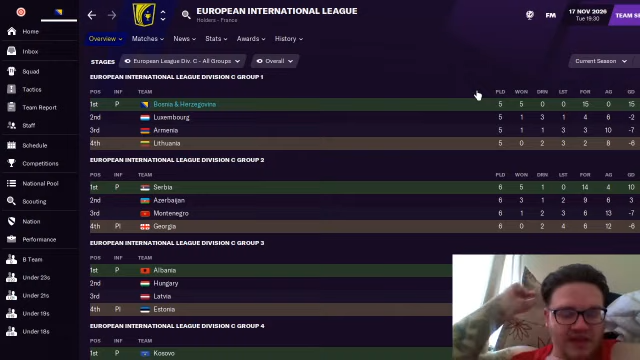 EUROPEAN INTERNATIONAL LEAGUE
Holders - France
FM
17 NOV 2026
Tue 19:30
TEAM S
Overview
Matches
News
Stats
Awards
History
STAGES
European League Div. C - All Groups
Overall
Current Season
Home
Inbox
Squad
Tactics
Team Report
Staff
Schedule
Competitions
National Pool
Scouting
Nation
Performance
B Team
Under 23s
Under 21s
Under 19s
Under 18s
EUROPEAN INTERNATIONAL LEAGUE DIVISION C GROUP 1
POS INF TEAM PLD WON DRN LST FOR AG GD
1st P Bosnia & Herzegovina 5 5 0 0 15 0 15
2nd Luxembourg 5 1 3 1 4 6 -2
3rd Armenia 5 1 1 3 3 10 -7
4th Lithuania 5 0 2 3 2 8 -6
EUROPEAN INTERNATIONAL LEAGUE DIVISION C GROUP 2
POS INF TEAM PLD WON DRN LST FOR AG GD
1st P Serbia 6 5 1 0 14 4 10
2nd Azerbaijan 6 3 1 2 9 6 3
3rd Montenegro 6 1 2 3 6 13 -7
4th Pl Georgia 6 0 2 4 6 12 -6
EUROPEAN INTERNATIONAL LEAGUE DIVISION C GROUP 3
POS INF TEAM
1st P Albania
2nd Hungary
3rd Latvia
4th Pl Estonia
EUROPEAN INTERNATIONAL LEAGUE DIVISION C GROUP 4
POS INF TEAM
1st P Kosovo